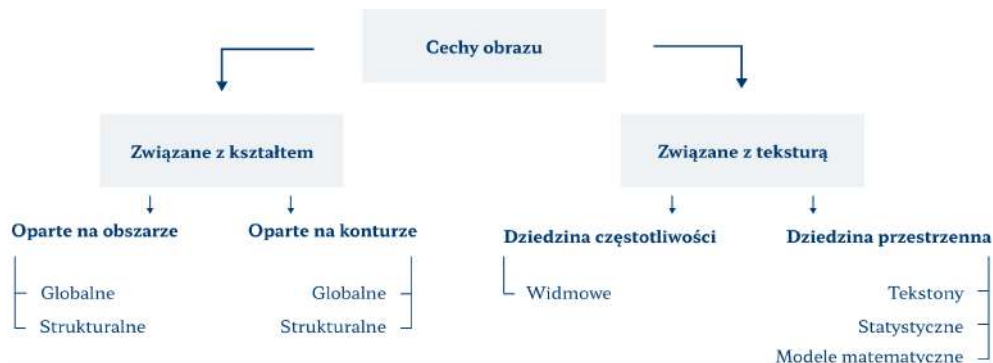 Cechy obrazu
Związane z kształtem
Związane z teksturą
Oparte na obszarze
Oparte na konturze
Dziedzina częstotliwości
Dziedzina przestrzenna
Globalne
Strukturalne
Globalne
Strukturalne
Widmowe
Tekstony
Statystyczne
Modele matematyczne